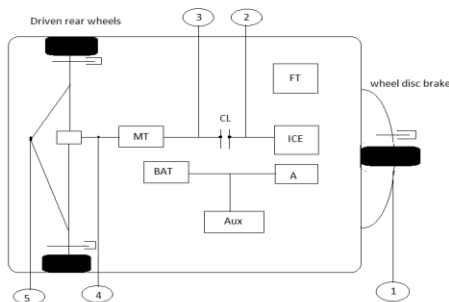 Driven rear wheels
3
2
FT
wheel disc brake
CL
MT
ICE
BAT
A
Aux
5
4
1